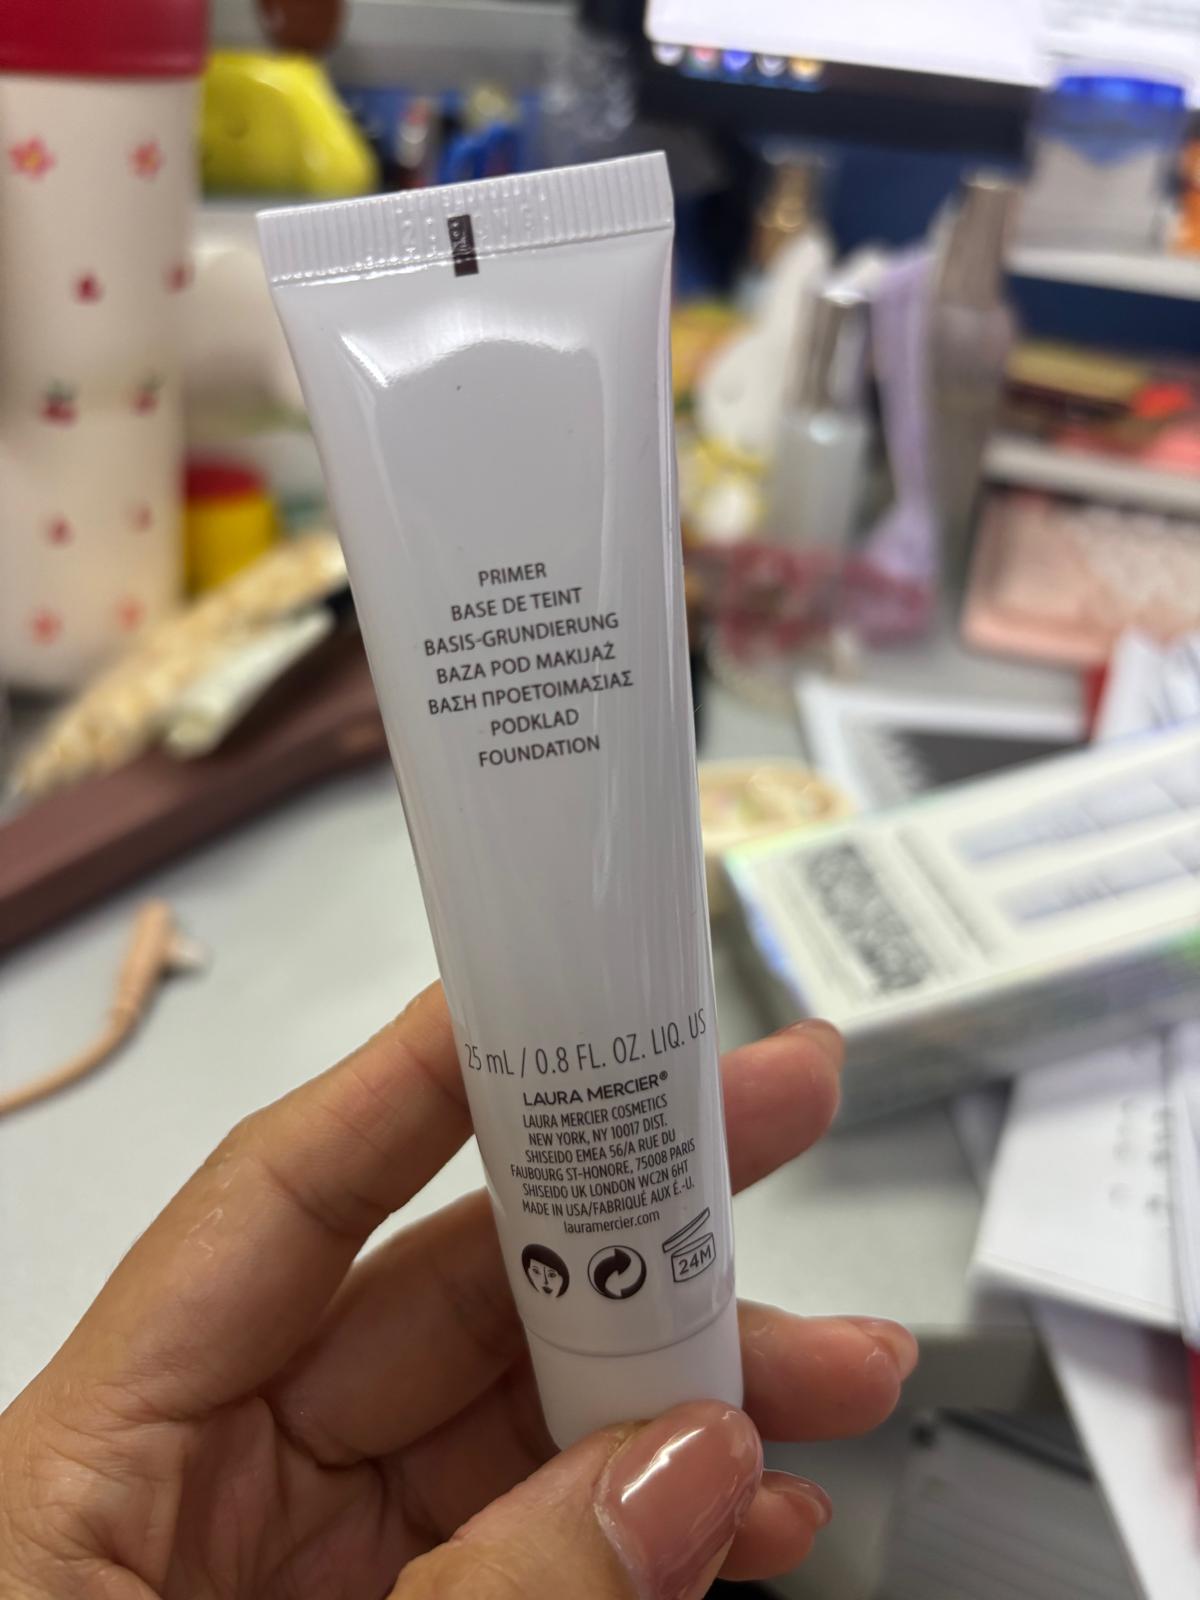 PRIMER
BASE DE TEINT
BASIS-GRUNDIERUNG
BAZA POD MAKIJAŻ
ΒΑΣΗ ΠΡΟΕΤΟΙΜΑΣΙΑΣ
PODKLAD
FOUNDATION
25 mL / 0.8 FL. OZ. LIQ. US
LAURA MERCIER®
LAURA MERCIER COSMETICS
NEW YORK, NY 10017 DIST.
SHISEIDO EMEA 56/A RUE DU
FAUBOURG ST-HONORE, 75008 PARIS
SHISEIDO UK LONDON WC2N 6HT
MADE IN USA/FABRIQUÉ AUX É.-U.
lauramercier.com
24M